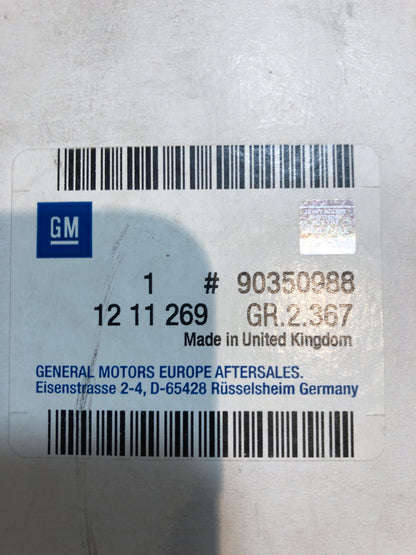 GM
1 # 90350988
12 11 269 GR.2.367
Made in United Kingdom
GENERAL MOTORS EUROPE AFTERSALES.
Eisenstrasse 2-4, D-65428 Rüsselsheim Germany